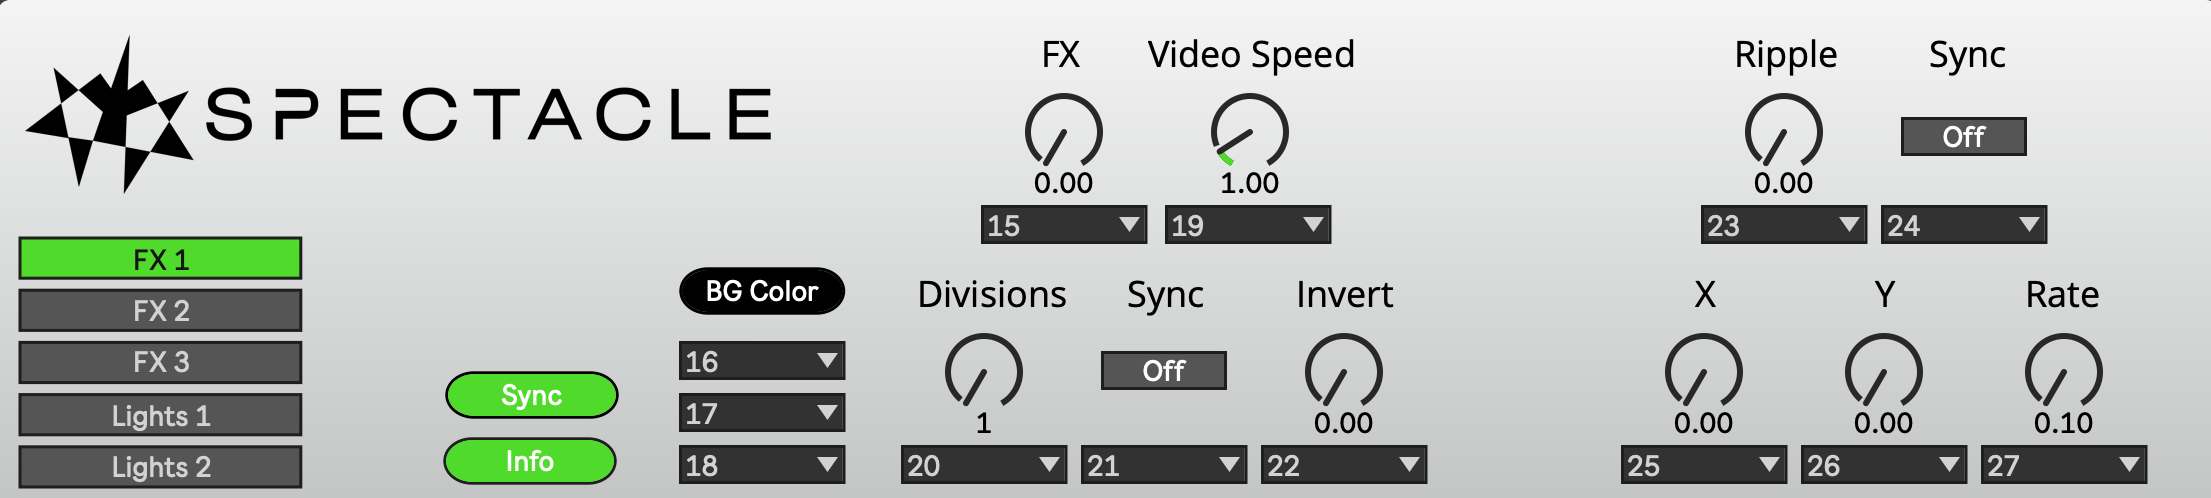 SPECTACLE
FX 1
FX 2
FX 3
Lights 1
Lights 2
Sync
Info
BG Color
16
17
18
FX Video Speed
0.00 1.00
15 19
Divisions Sync Invert
Off
1 0.00
20 21 22
Ripple Sync
Off
0.00
23 24
X Y Rate
0.00 0.00 0.10
25 26 27